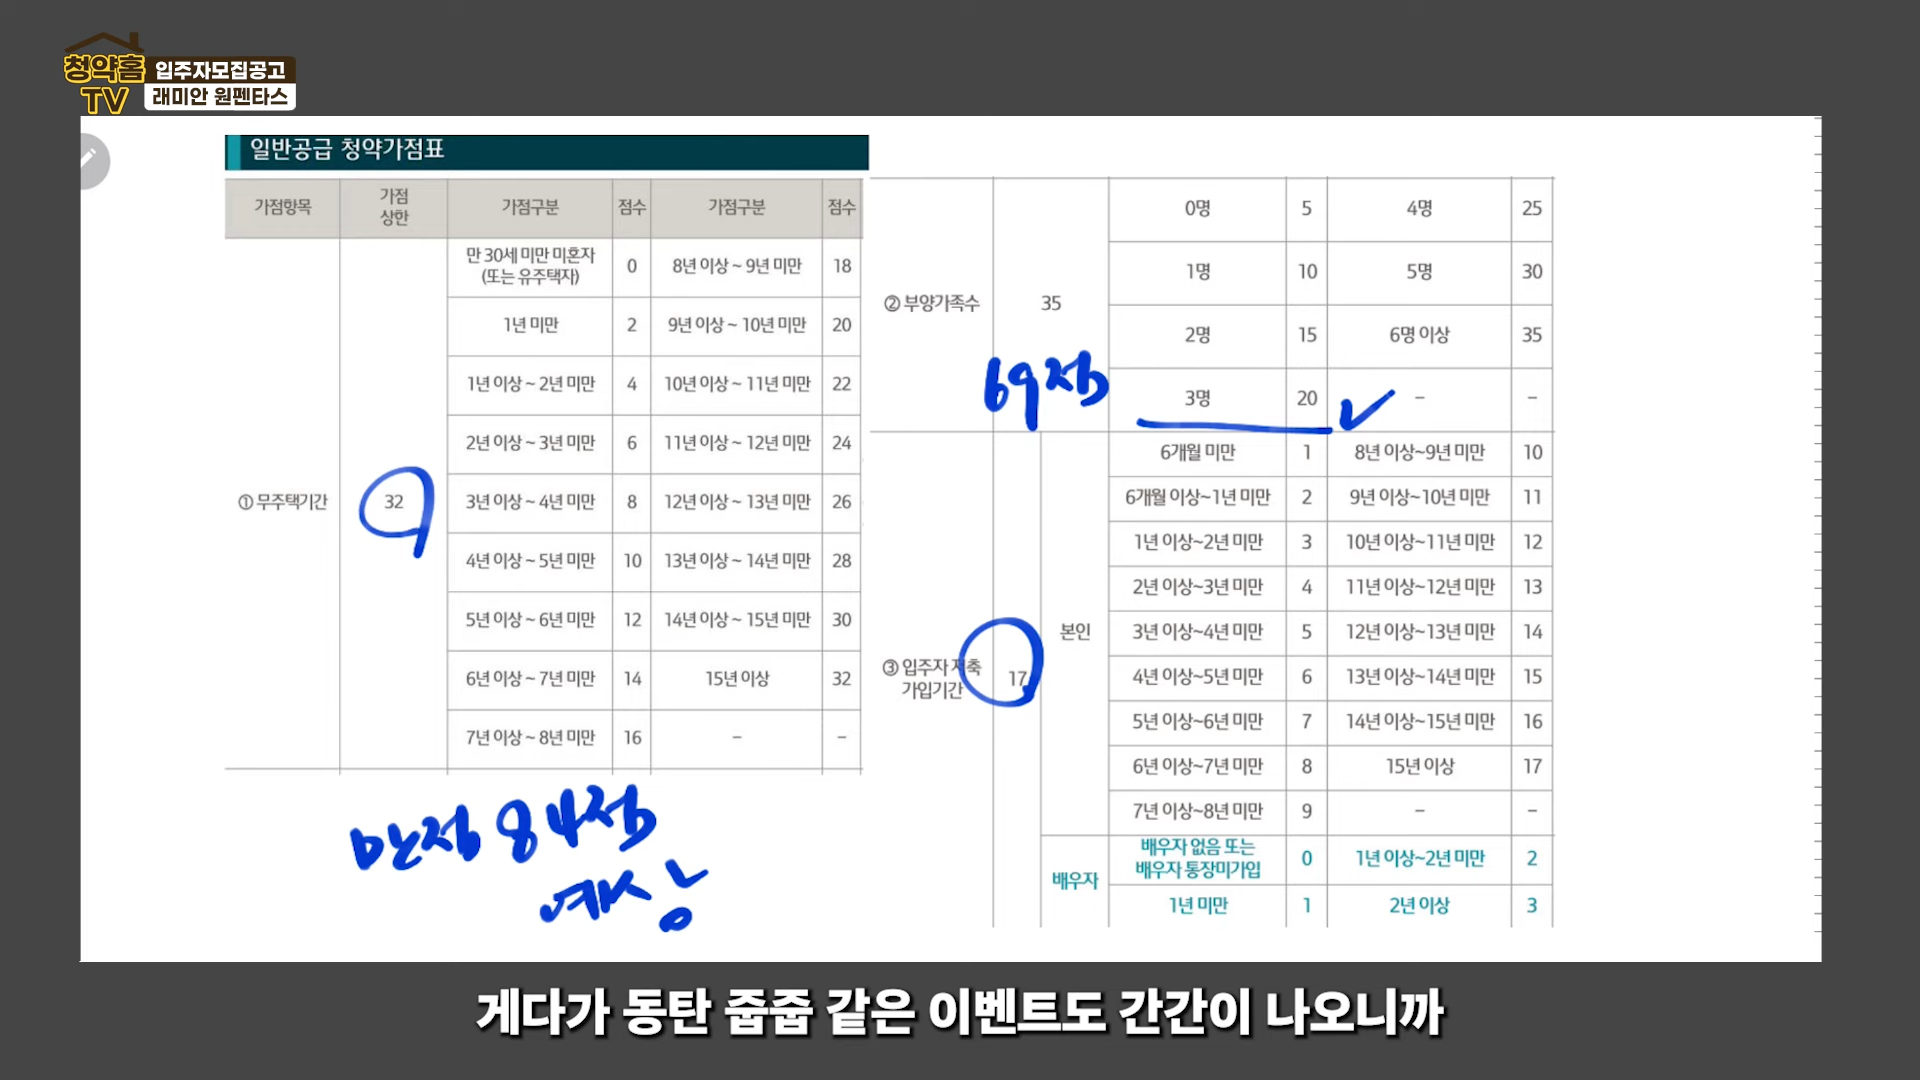 청약홈 입주자모집공고
TV 래미안 원펜타스
일반공급 청약가점표
가점항목 가점 상한 가점구분 점수 가점구분 점수
① 무주택기간 32
만 30세 미만 미혼자 (또는 유주택자) 0 8년 이상 ~ 9년 미만 18
1년 미만 2 9년 이상 ~ 10년 미만 20
1년 이상 ~ 2년 미만 4 10년 이상 ~ 11년 미만 22
2년 이상 ~ 3년 미만 6 11년 이상 ~ 12년 미만 24
3년 이상 ~ 4년 미만 8 12년 이상 ~ 13년 미만 26
4년 이상 ~ 5년 미만 10 13년 이상 ~ 14년 미만 28
5년 이상 ~ 6년 미만 12 14년 이상 ~ 15년 미만 30
6년 이상 ~ 7년 미만 14 15년 이상 32
7년 이상 ~ 8년 미만 16 – –
만점 84점
예상
② 부양가족수 35
0명 5 4명 25
1명 10 5명 30
2명 15 6명 이상 35
69점
3명 20 – –
③ 입주자 저축 가입기간 17
본인
6개월 미만 1 8년 이상~9년 미만 10
6개월 이상~1년 미만 2 9년 이상~10년 미만 11
1년 이상~2년 미만 3 10년 이상~11년 미만 12
2년 이상~3년 미만 4 11년 이상~12년 미만 13
3년 이상~4년 미만 5 12년 이상~13년 미만 14
4년 이상~5년 미만 6 13년 이상~14년 미만 15
5년 이상~6년 미만 7 14년 이상~15년 미만 16
6년 이상~7년 미만 8 15년 이상 17
7년 이상~8년 미만 9 – –
배우자
배우자 없음 또는 배우자 통장미가입 0 1년 이상~2년 미만 2
1년 미만 1 2년 이상 3
게다가 동탄 줍줍 같은 이벤트도 간간이 나오니까